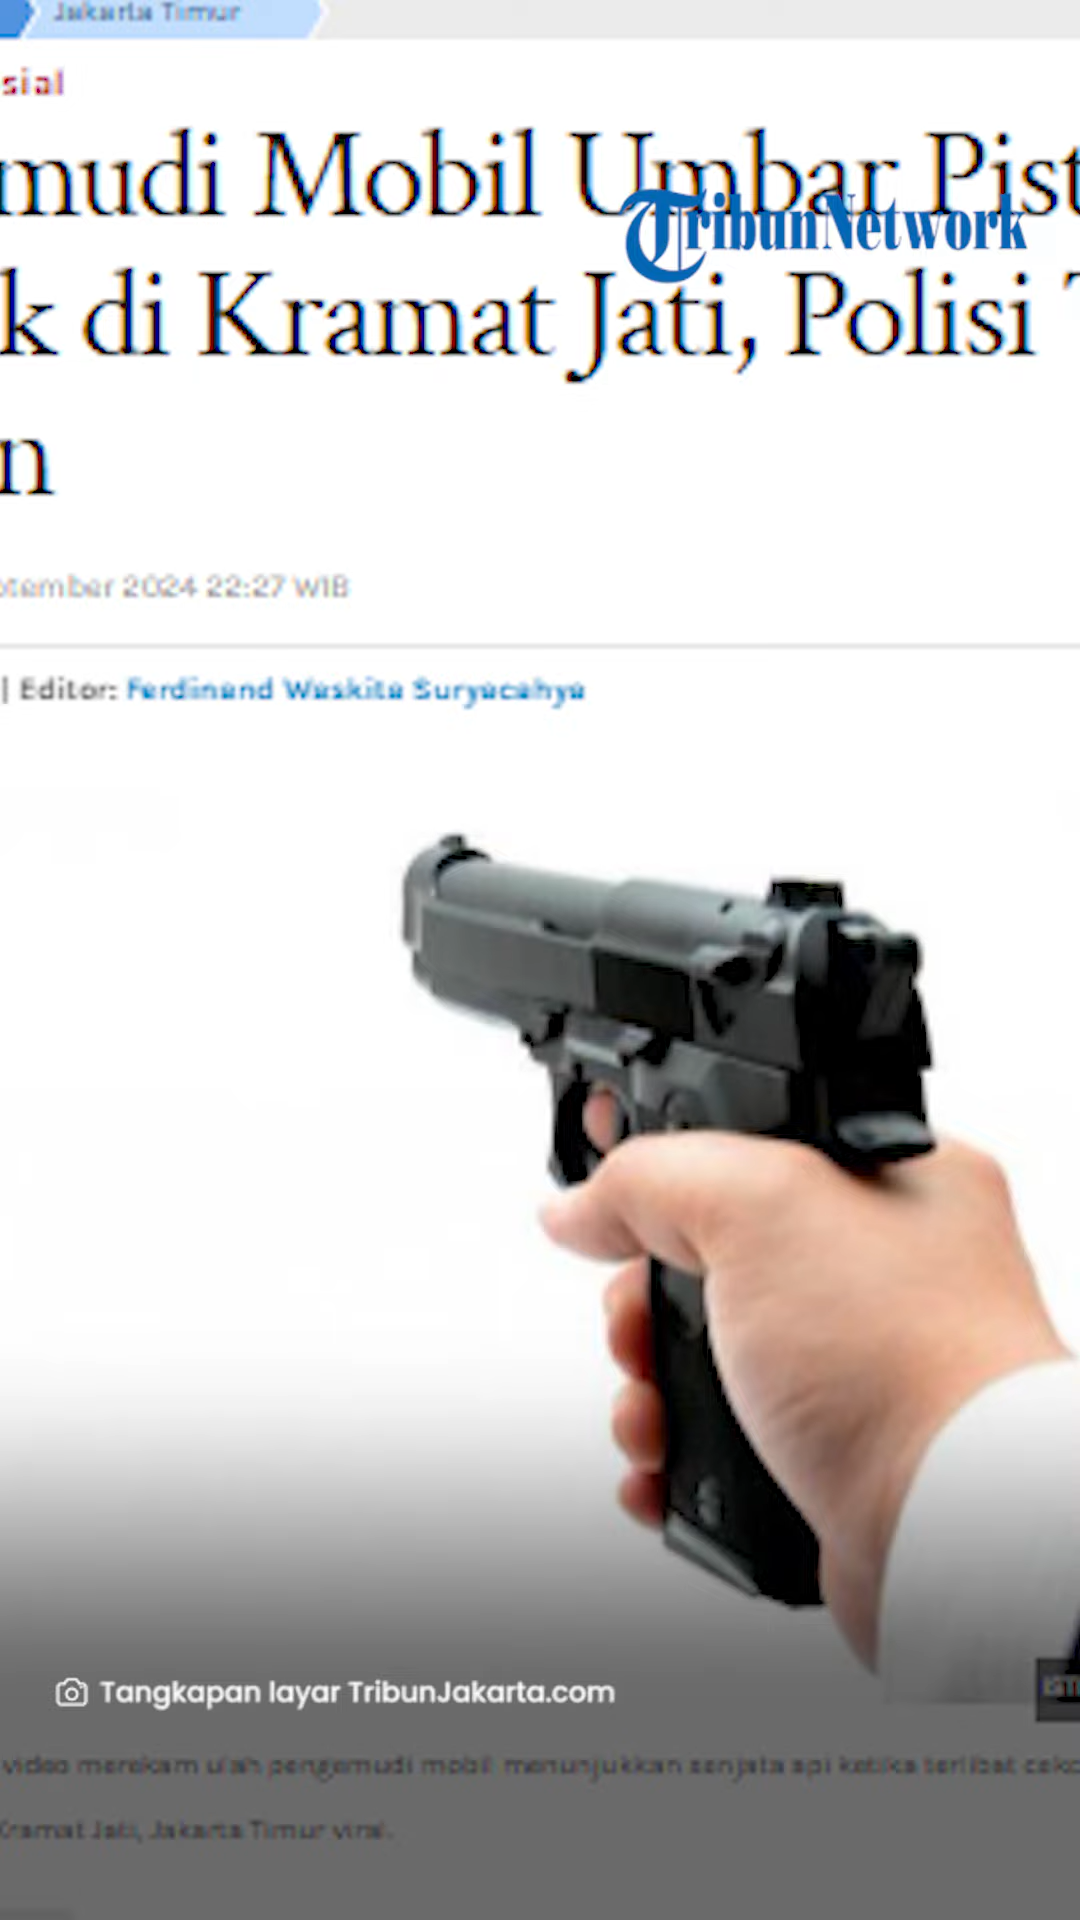 Jakarta Timur
sial
mudi Mobil Umbar Pist
TribunNetwork
k di Kramat Jati, Polisi
n
ptember 2024 22:27 WIB
| Editor: Ferdinand Waskita Suryacahya
Tangkapan layar TribunJakarta.com
video merekam ulah pengemudi mobil menunjukkan senjata api ketika terlibat
Kramat Jati, Jakarta Timur viral.